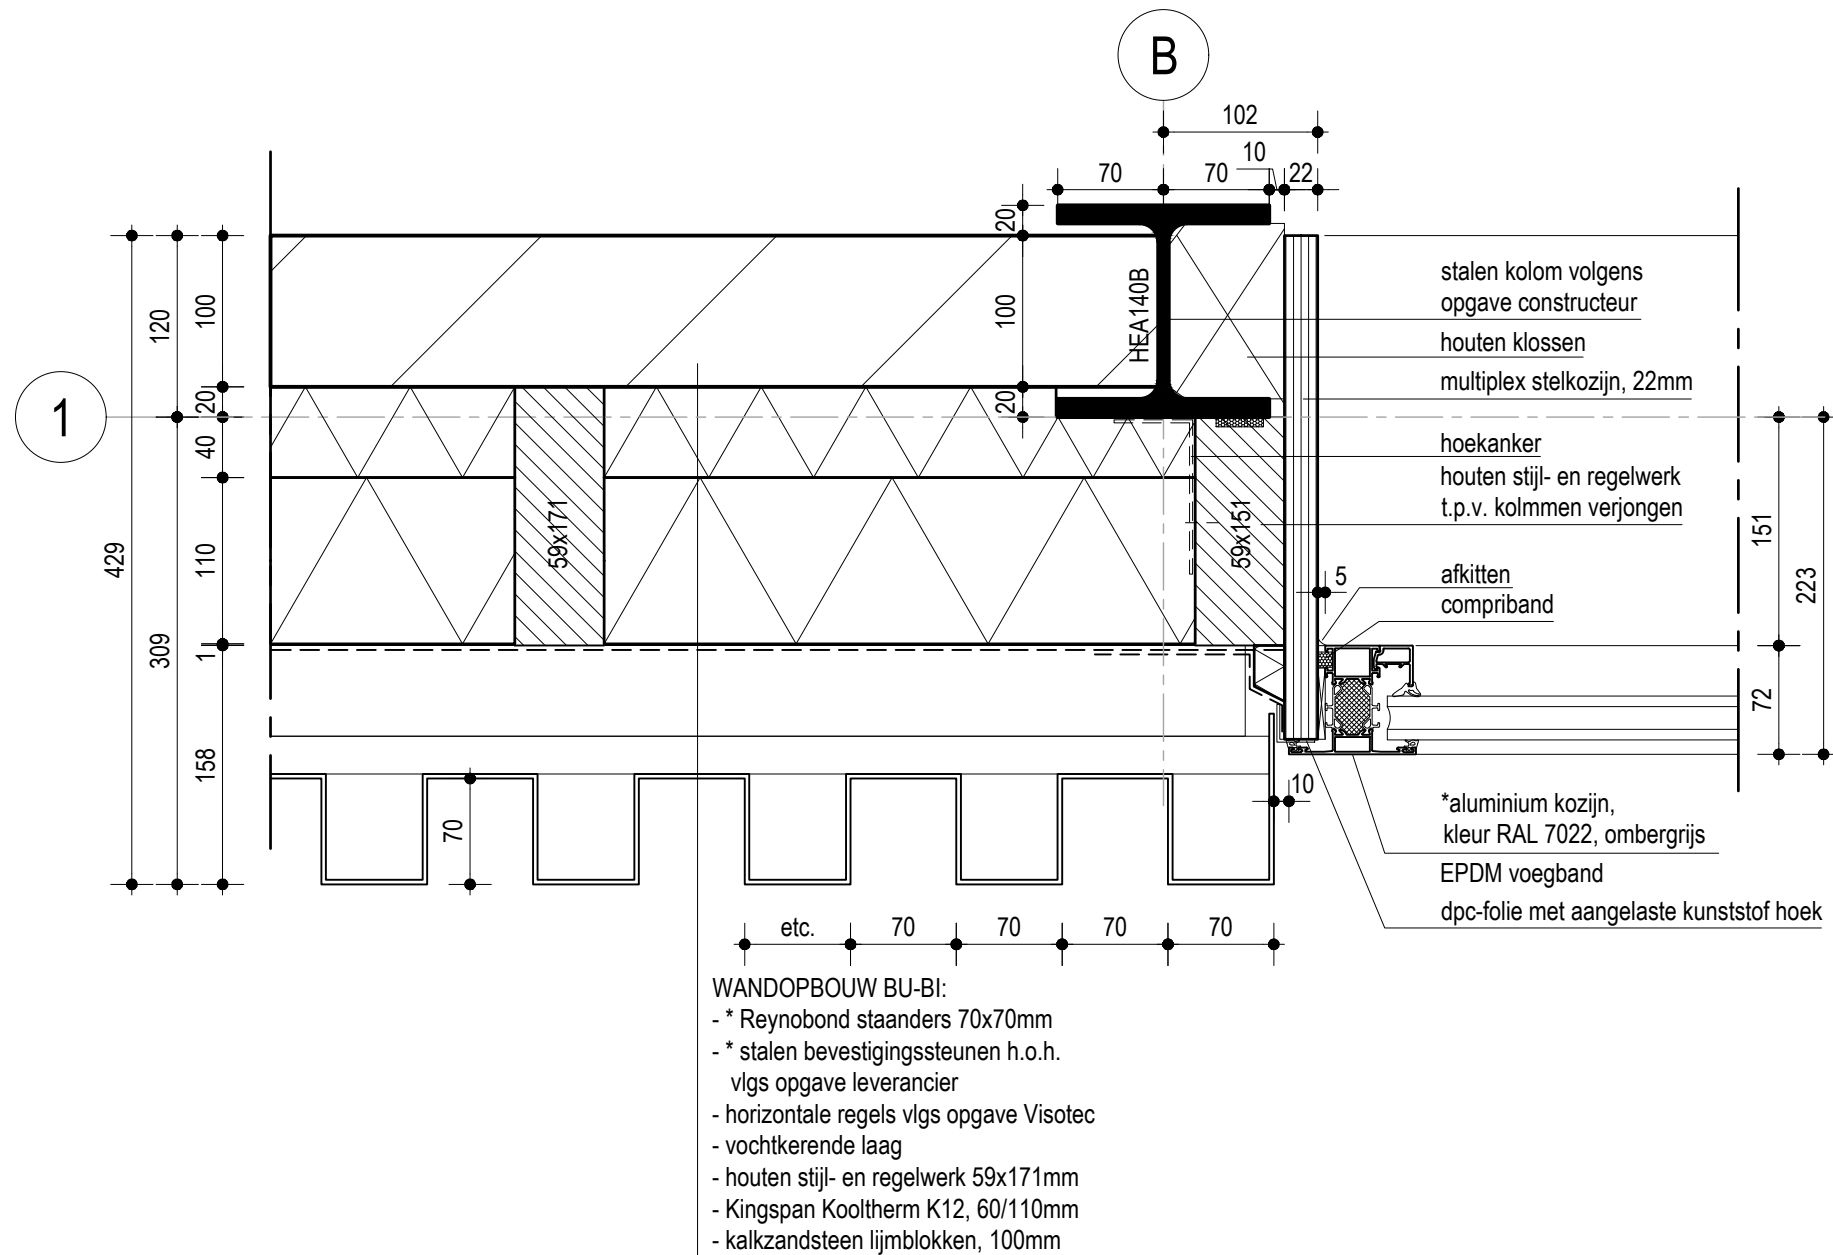 B
102
10
70
70
22
20
100
20
HEA140B
1
429
120
309
100
20
40
110
1
158
59x171
59x151
stalen kolom volgens
opgave constructeur
houten klossen
multiplex stelkozijn, 22mm
hoekanker
houten stijl- en regelwerk
t.p.v. kolmmen verjongen
5
afkitten
compriband
151
72
223
*aluminium kozijn,
kleur RAL 7022, ombergrijs
EPDM voegband
dpc-folie met aangelaste kunststof hoek
10
70
etc.
70
70
70
70
WANDOPBOUW BU-BI:
- * Reynobond staanders 70x70mm
- * stalen bevestigingssteunen h.o.h.
vlgs opgave leverancier
- horizontale regels vlgs opgave Visotec
- vochtkerende laag
- houten stijl- en regelwerk 59x171mm
- Kingspan Kooltherm K12, 60/110mm
- kalkzandsteen lijmblokken, 100mm